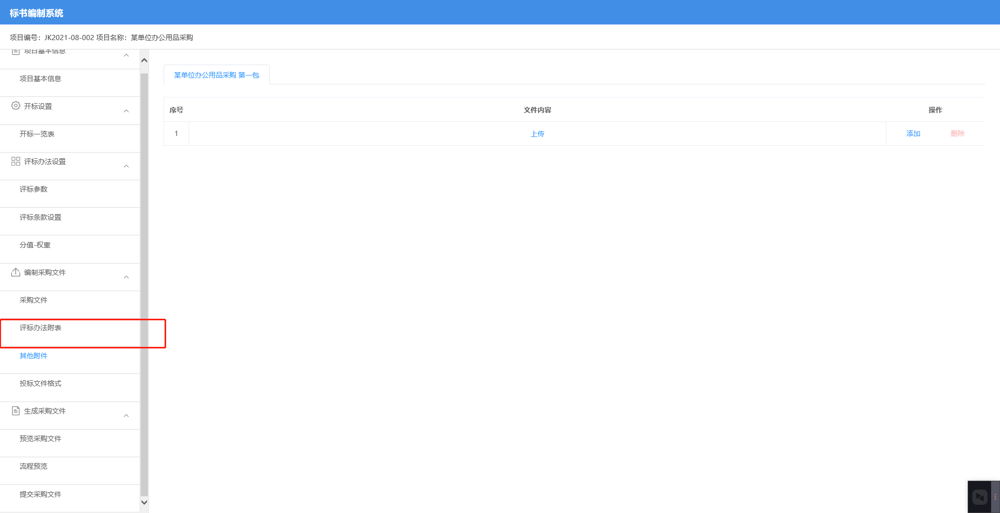 标书编制系统
项目编号：JK2021-08-002 项目名称：某单位办公用品采购
项目基本信息
项目基本信息
开标设置
开标一览表
评标办法设置
评标参数
评标条款设置
分值-权重
编制采购文件
采购文件
评标办法附表
其他附件
投标文件格式
生成采购文件
预览采购文件
流程预览
提交采购文件
某单位办公用品采购 第一包
序号 文件内容 操作
1 上传 添加 删除